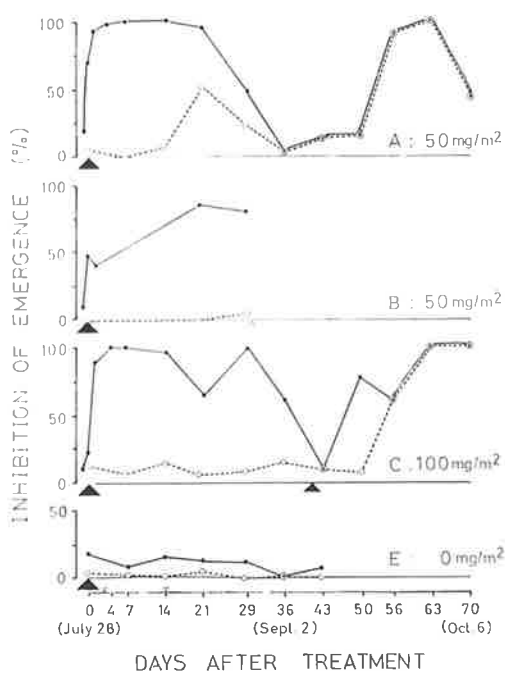 INHIBITION OF EMERGENCE (%)
100
50
0
A : 50 mg/m2
100
50
0
B : 50 mg/m2
100
50
0
C : 100 mg/m2
50
0
E : 0 mg/m2
0 4 7 14 21 29 36 43 50 56 63 70
(July 28) (Sept. 2) (Oct. 6)
DAYS AFTER TREATMENT